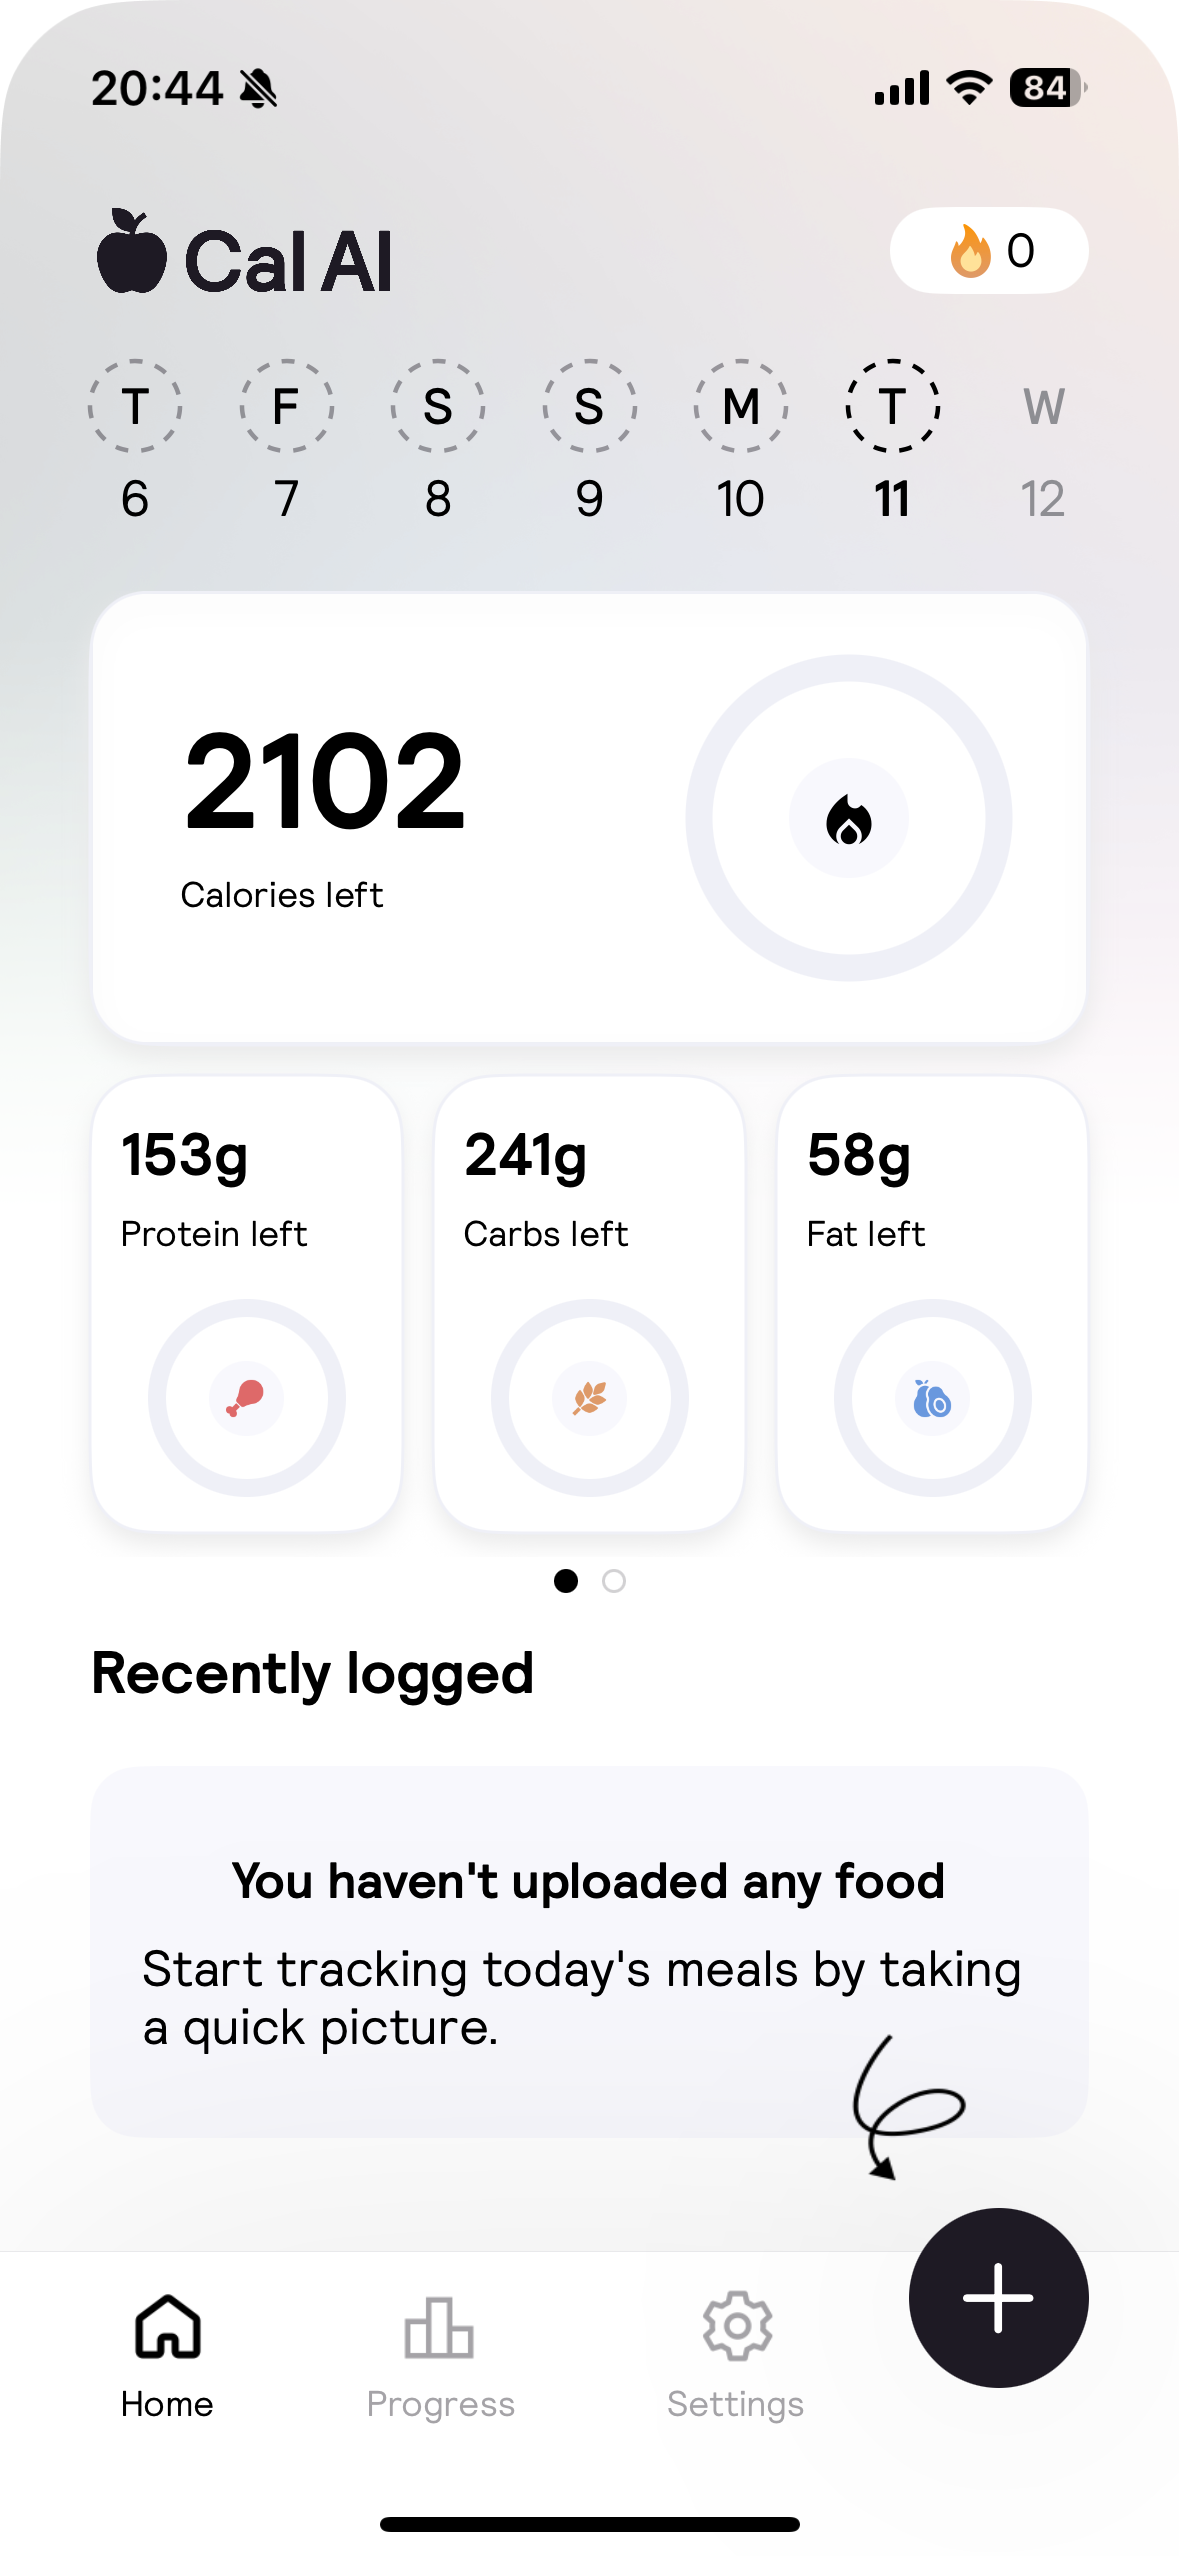 20:44
84
Cal AI
0
T F S S M T W
6 7 8 9 10 11 12
2102
Calories left
153g
Protein left
241g
Carbs left
58g
Fat left
Recently logged
You haven't uploaded any food
Start tracking today's meals by taking
a quick picture.
Home
Progress
Settings